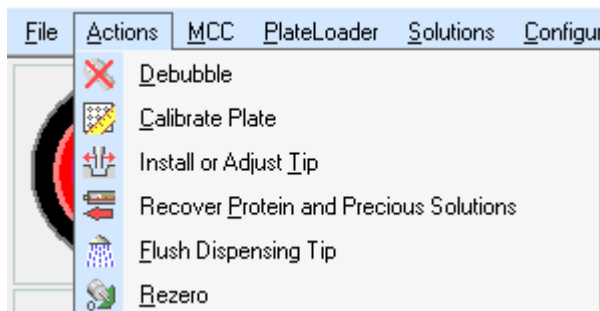 File Actions MCC PlateLoader Solutions Configur
Debubble
Calibrate Plate
Install or Adjust Tip
Recover Protein and Precious Solutions
Flush Dispensing Tip
Rezero